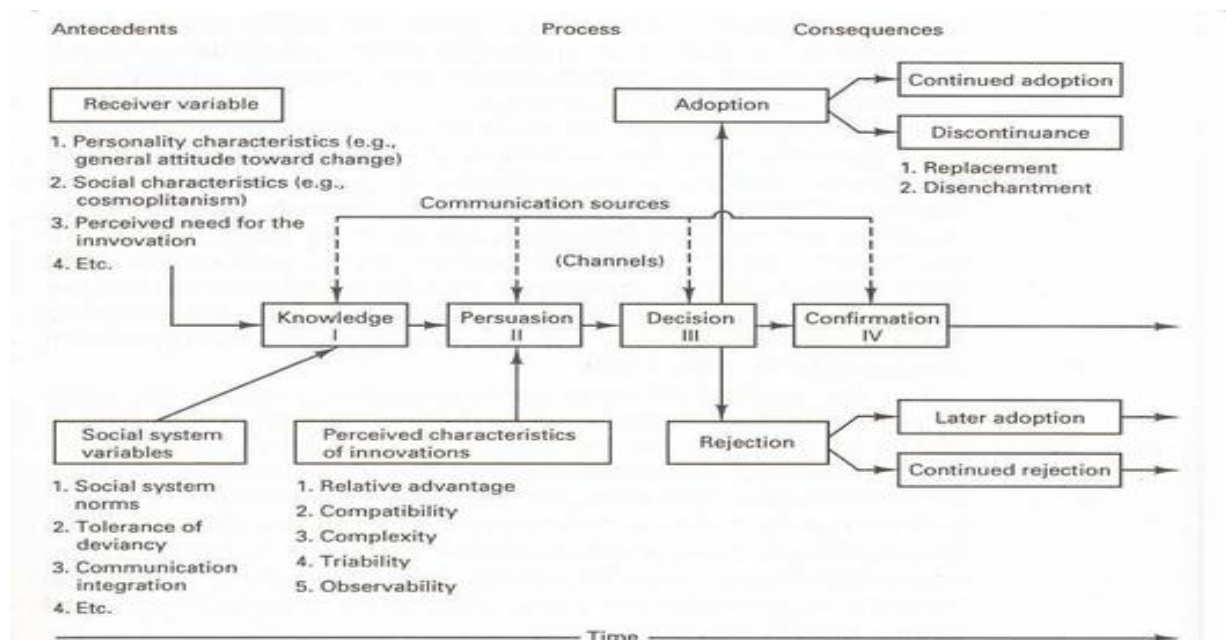 Antecedents
Process
Consequences
Receiver variable
1. Personality characteristics (e.g.,
general attitude toward change)
2. Social characteristics (e.g.,
cosmoplitanism)
3. Perceived need for the
innvovation
4. Etc.
Adoption
Continued adoption
Discontinuance
1. Replacement
2. Disenchantment
Communication sources
(Channels)
Knowledge
I
Persuasion
II
Decision
III
Confirmation
IV
Social system
variables
1. Social system
norms
2. Tolerance of
deviancy
3. Communication
integration
4. Etc.
Perceived characteristics
of innovations
1. Relative advantage
2. Compatibility
3. Complexity
4. Triability
5. Observability
Rejection
Later adoption
Continued rejection
Time